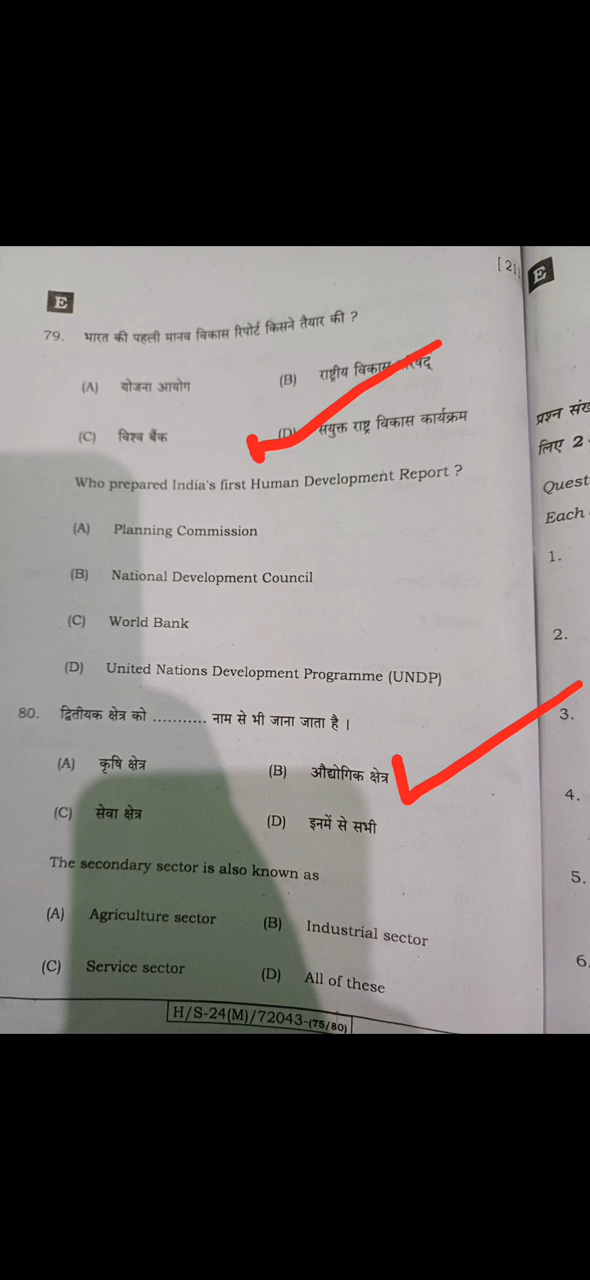 [21]
E
79. भारत की पहली मानव विकास रिपोर्ट किसने तैयार की ?
(A) योजना आयोग (B) राष्ट्रीय विकास
(C) विश्व बैंक (D) संयुक्त राष्ट्र विकास कार्यक्रम
Who prepared India's first Human Development Report ?
(A) Planning Commission
(B) National Development Council
(C) World Bank
(D) United Nations Development Programme (UNDP)
80. द्वितीयक क्षेत्र को ........... नाम से भी जाना जाता है ।
(A) कृषि क्षेत्र (B) औद्योगिक क्षेत्र
(C) सेवा क्षेत्र (D) इनमें से सभी
The secondary sector is also known as
(A) Agriculture sector (B) Industrial sector
(C) Service sector (D) All of these
H/S-24(M)/72043-(75/80)
E
प्रश्न
लिए 2
Each
1.
2.
3.
4.
5.
6.